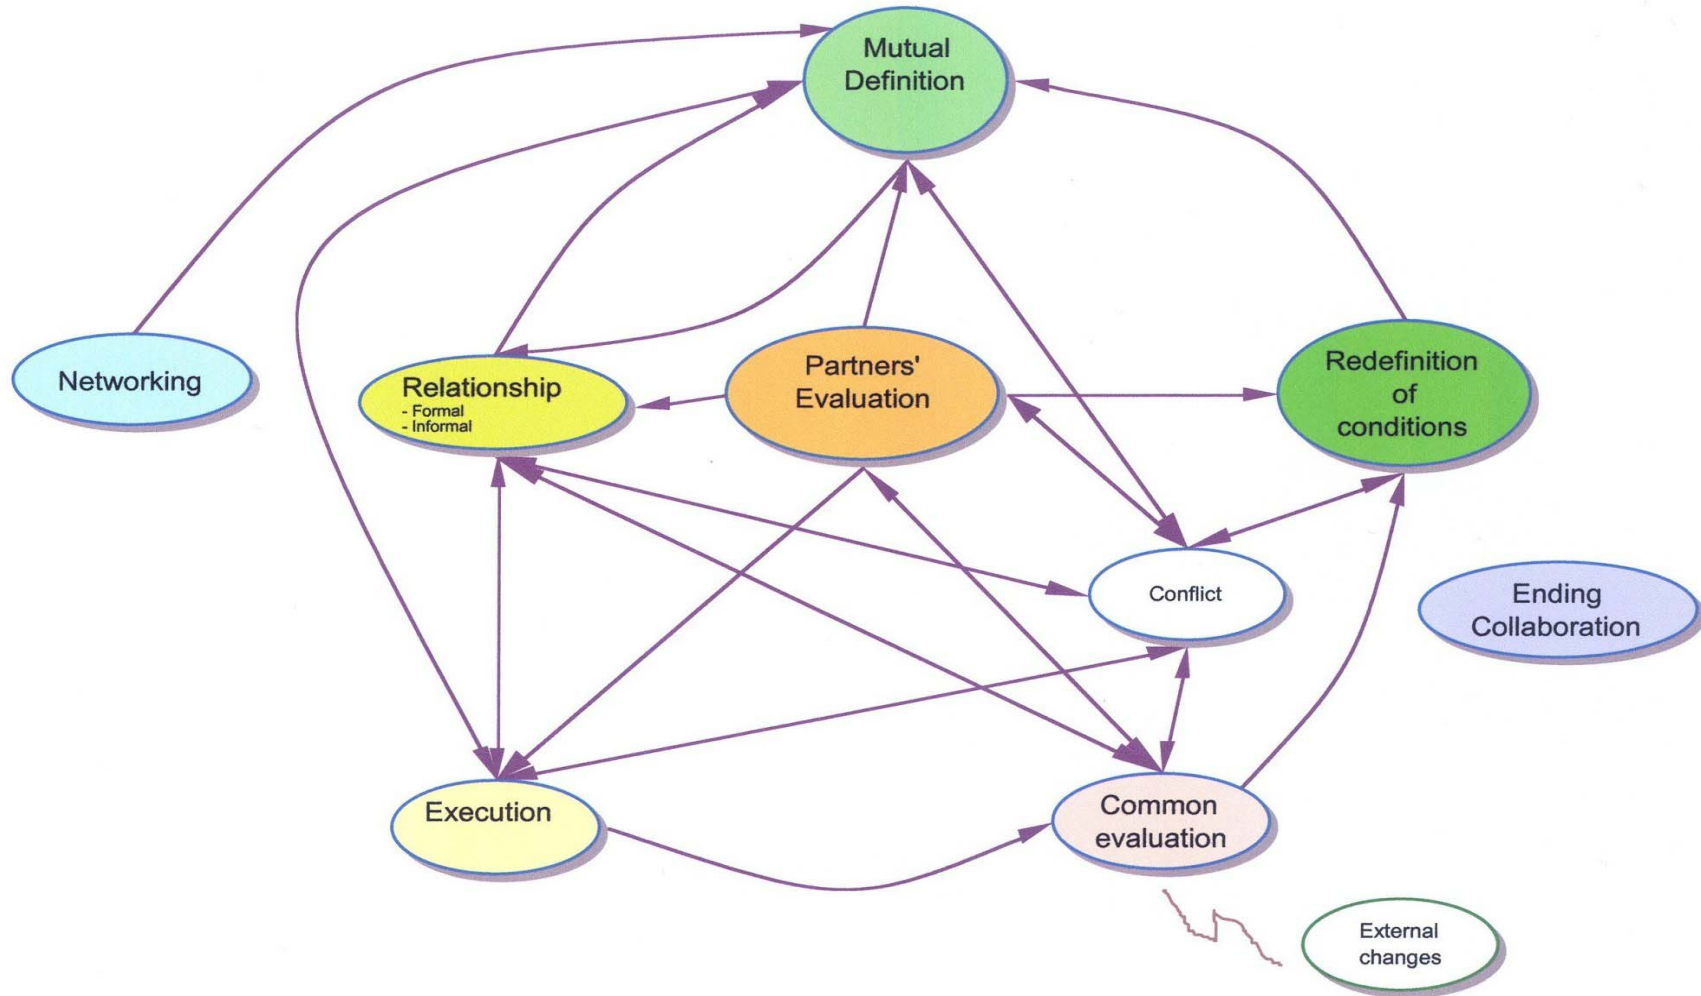 Mutual
Definition
Networking
Relationship
- Formal
- Informal
Partners'
Evaluation
Redefinition
of
conditions
Conflict
Ending
Collaboration
Execution
Common
evaluation
External
changes